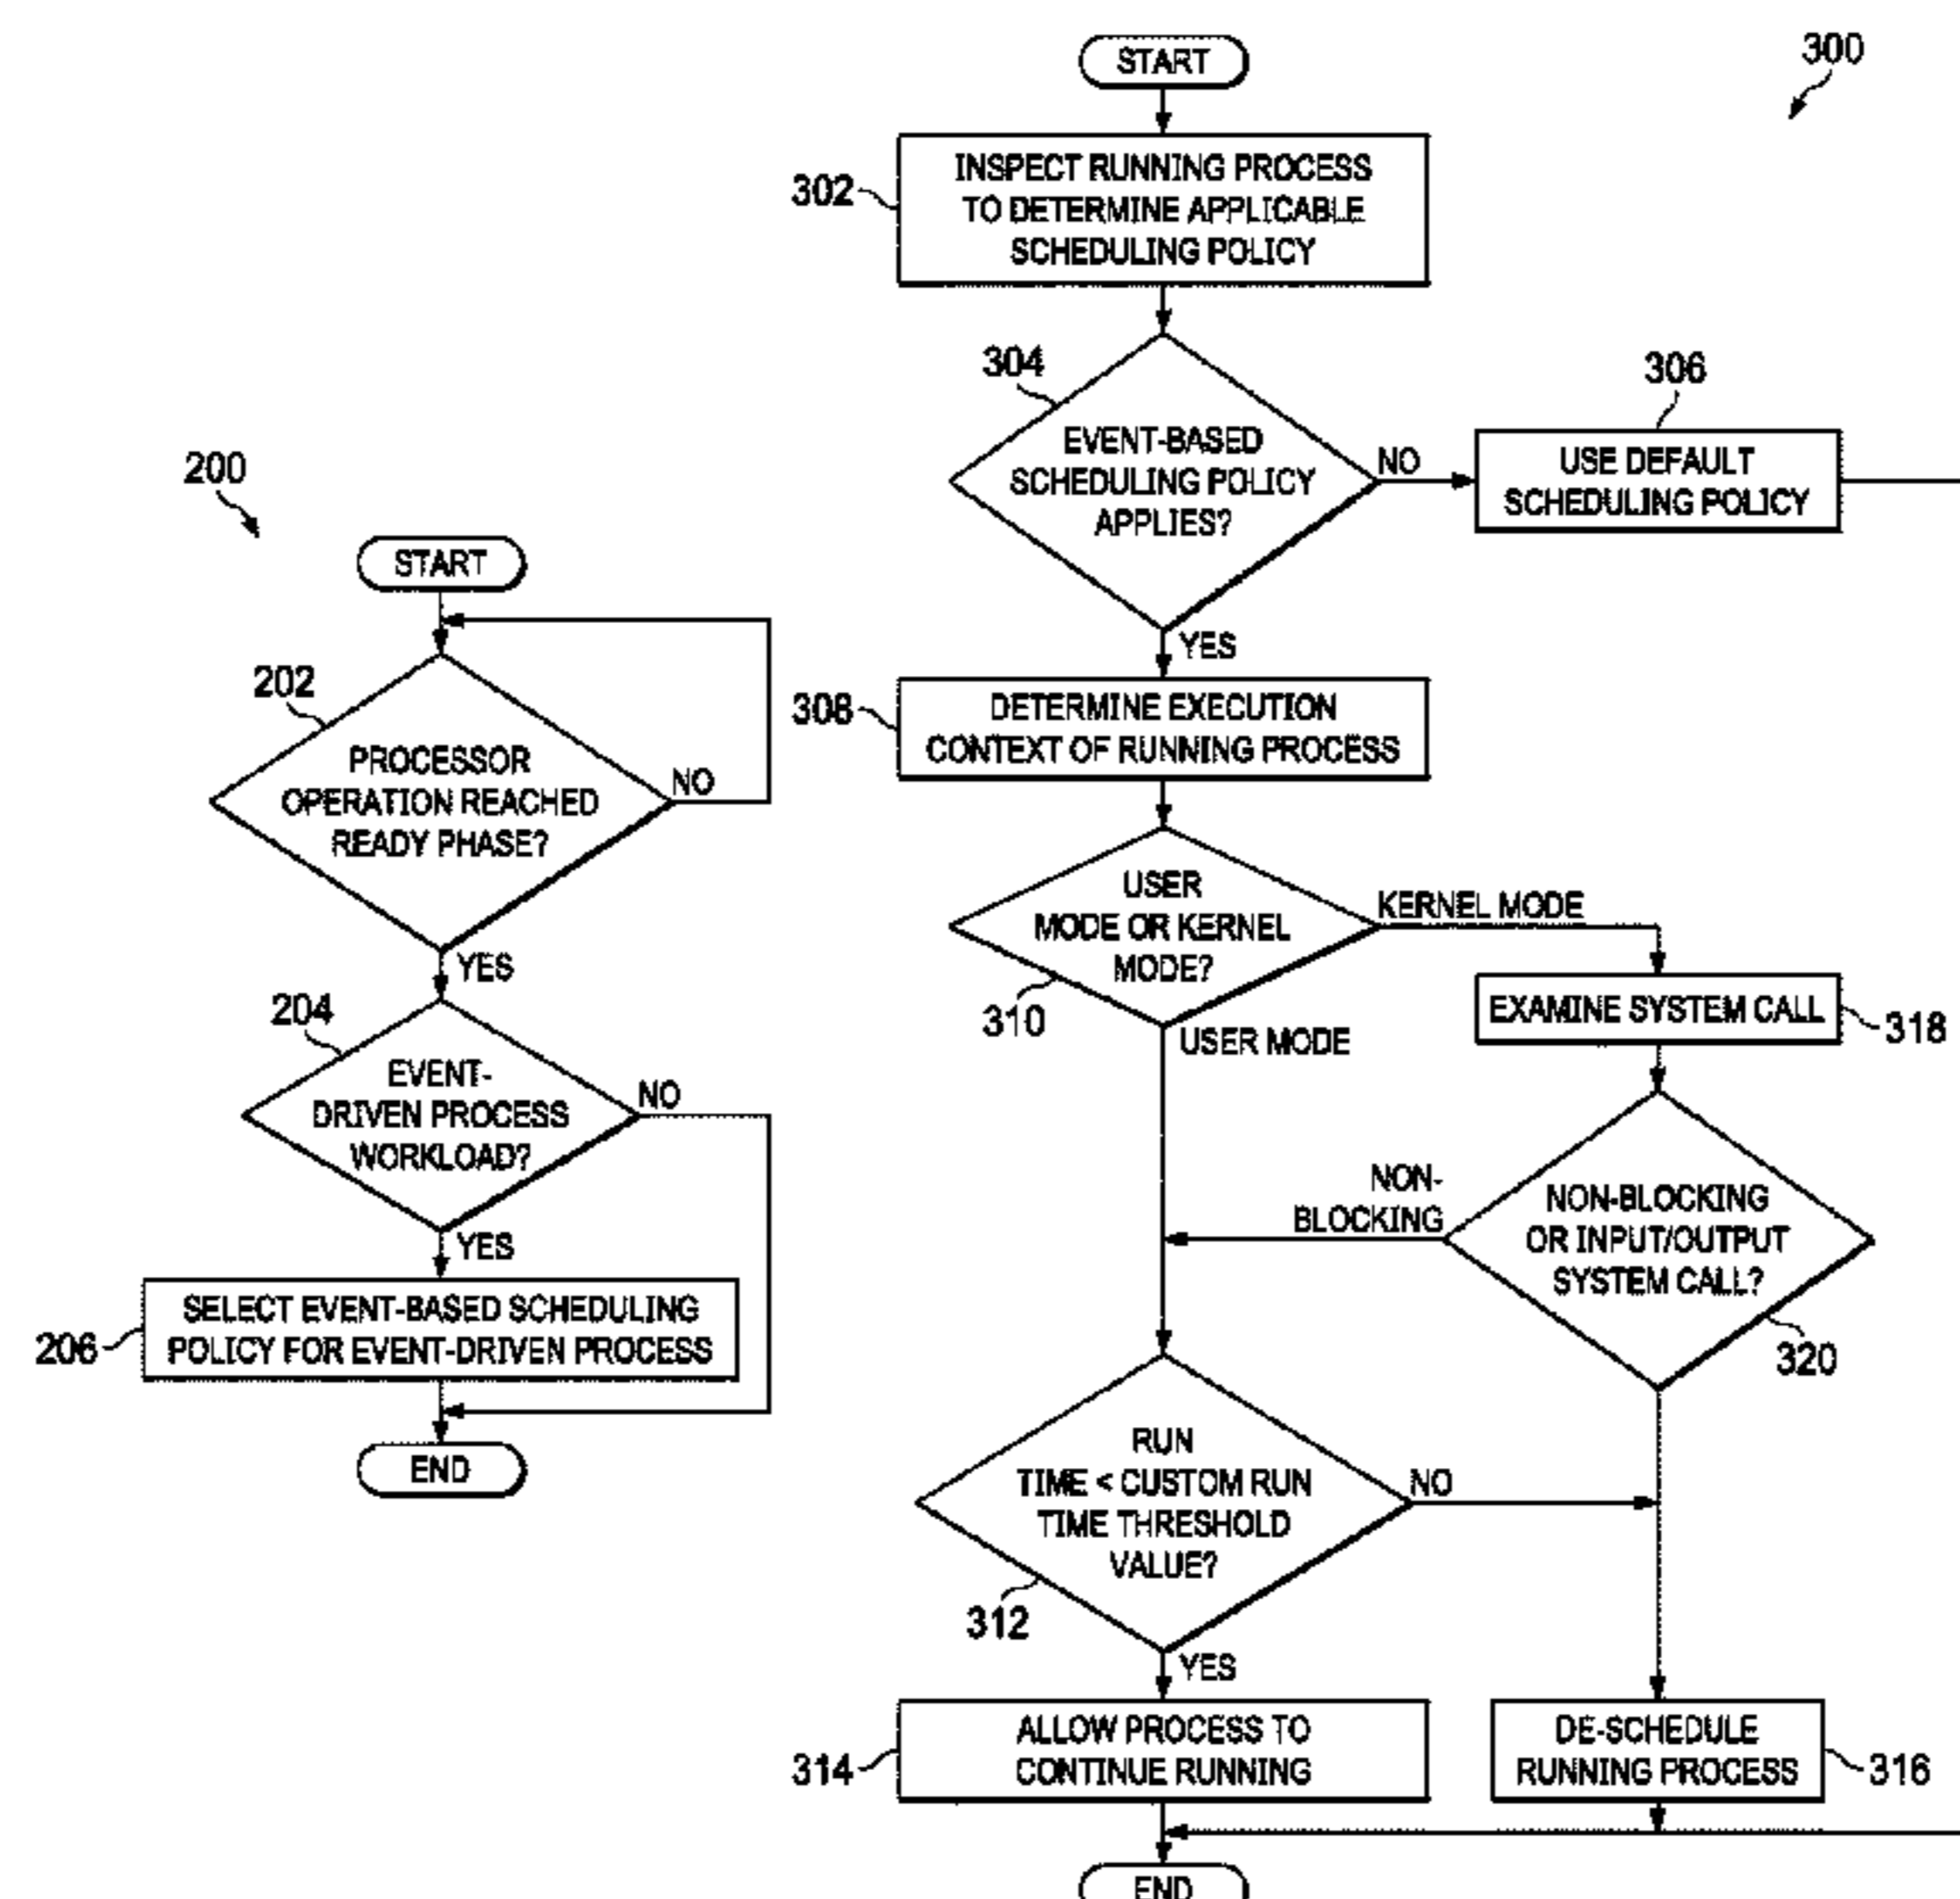 200
START
202
PROCESSOR
OPERATION REACHED
READY PHASE?
NO
YES
204
EVENT-
DRIVEN PROCESS
WORKLOAD?
NO
YES
206
SELECT EVENT-BASED SCHEDULING
POLICY FOR EVENT-DRIVEN PROCESS
END
300
START
302
INSPECT RUNNING PROCESS
TO DETERMINE APPLICABLE
SCHEDULING POLICY
304
EVENT-BASED
SCHEDULING POLICY
APPLIES?
NO
306
USE DEFAULT
SCHEDULING POLICY
YES
308
DETERMINE EXECUTION
CONTEXT OF RUNNING PROCESS
USER
MODE OR KERNEL
MODE?
310
KERNEL MODE
USER MODE
EXAMINE SYSTEM CALL
318
NON-
BLOCKING
NON-BLOCKING
OR INPUT/OUTPUT
SYSTEM CALL?
320
RUN
TIME < CUSTOM RUN
TIME THRESHOLD
VALUE?
312
NO
YES
314
ALLOW PROCESS TO
CONTINUE RUNNING
DE-SCHEDULE
RUNNING PROCESS
316
END